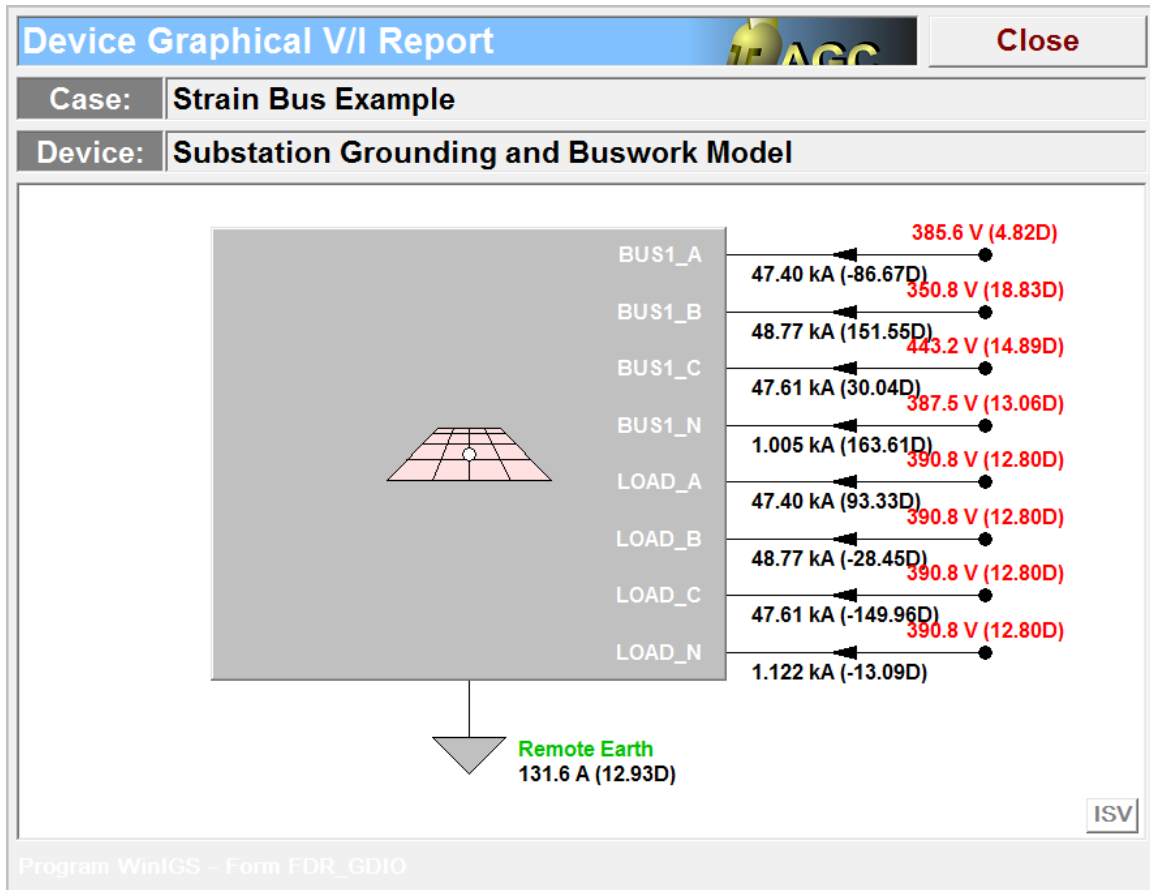 Device Graphical V/I Report
AGC
Close
Case:
Strain Bus Example
Device:
Substation Grounding and Buswork Model
385.6 V (4.82D)
BUS1_A
47.40 kA (-86.67D)
350.8 V (18.83D)
BUS1_B
48.77 kA (151.55D)
443.2 V (14.89D)
BUS1_C
47.61 kA (30.04D)
387.5 V (13.06D)
BUS1_N
1.005 kA (163.61D)
390.8 V (12.80D)
LOAD_A
47.40 kA (93.33D)
390.8 V (12.80D)
LOAD_B
48.77 kA (-28.45D)
390.8 V (12.80D)
LOAD_C
47.61 kA (-149.96D)
390.8 V (12.80D)
LOAD_N
1.122 kA (-13.09D)
Remote Earth
131.6 A (12.93D)
ISV
Program WinIGS - Form FDR_GDIO